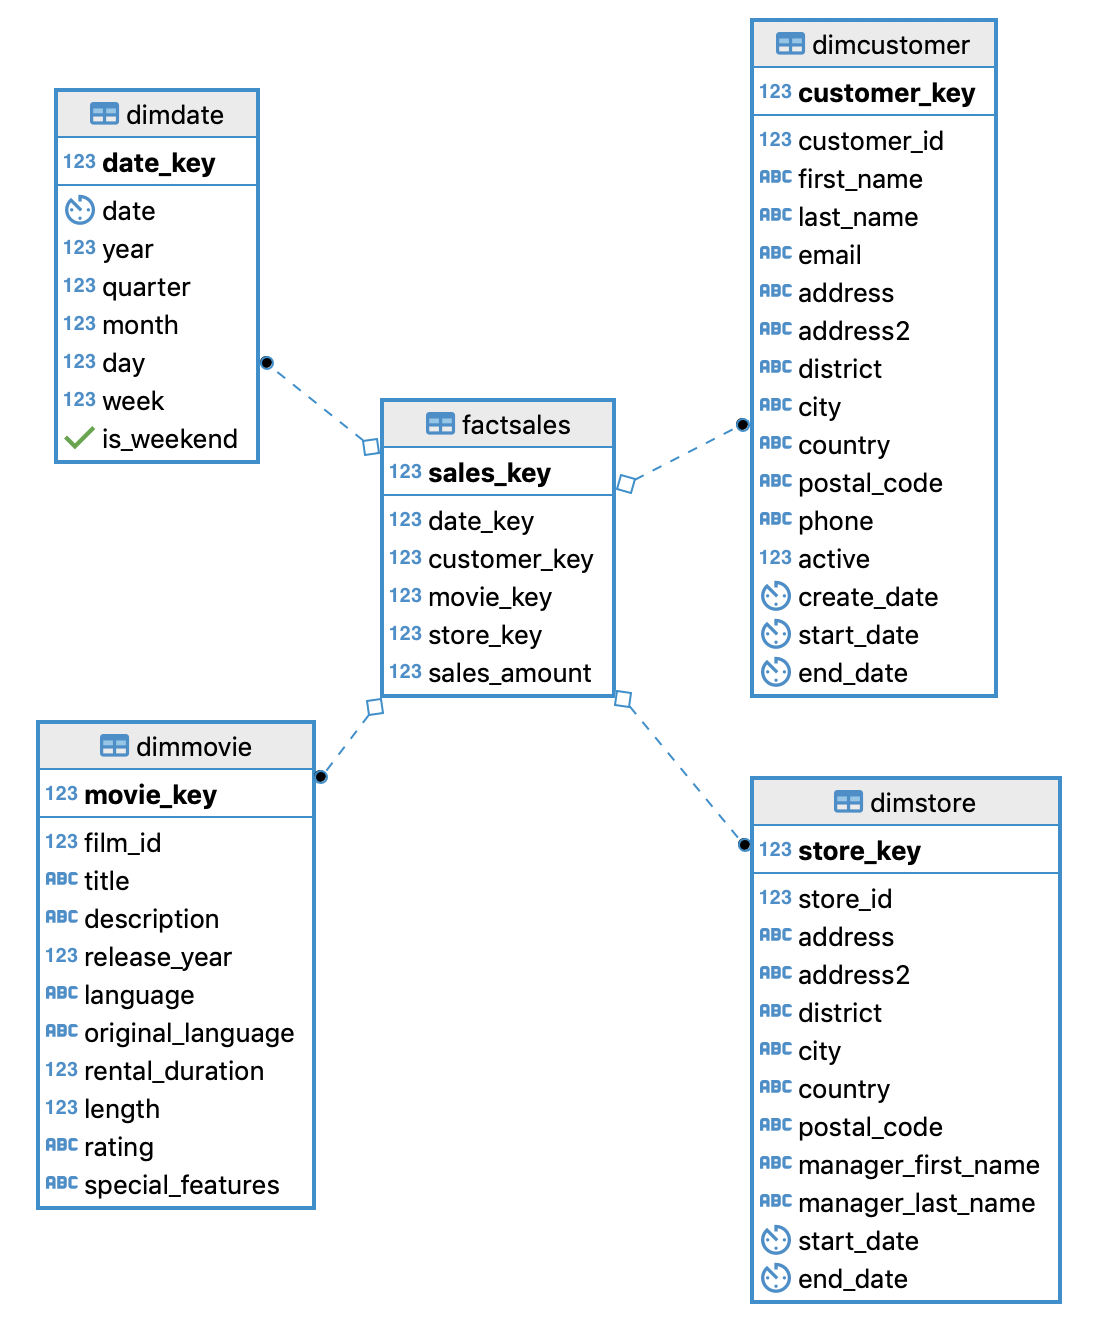 dimdate
123 date_key
date
123 year
123 quarter
123 month
123 day
123 week
is_weekend
dimcustomer
123 customer_key
123 customer_id
ABC first_name
ABC last_name
ABC email
ABC address
ABC address2
ABC district
ABC city
ABC country
ABC postal_code
ABC phone
123 active
create_date
start_date
end_date
factsales
123 sales_key
123 date_key
123 customer_key
123 movie_key
123 store_key
123 sales_amount
dimmovie
123 movie_key
123 film_id
ABC title
ABC description
123 release_year
ABC language
ABC original_language
123 rental_duration
123 length
ABC rating
ABC special_features
dimstore
123 store_key
123 store_id
ABC address
ABC address2
ABC district
ABC city
ABC country
ABC postal_code
ABC manager_first_name
ABC manager_last_name
start_date
end_date